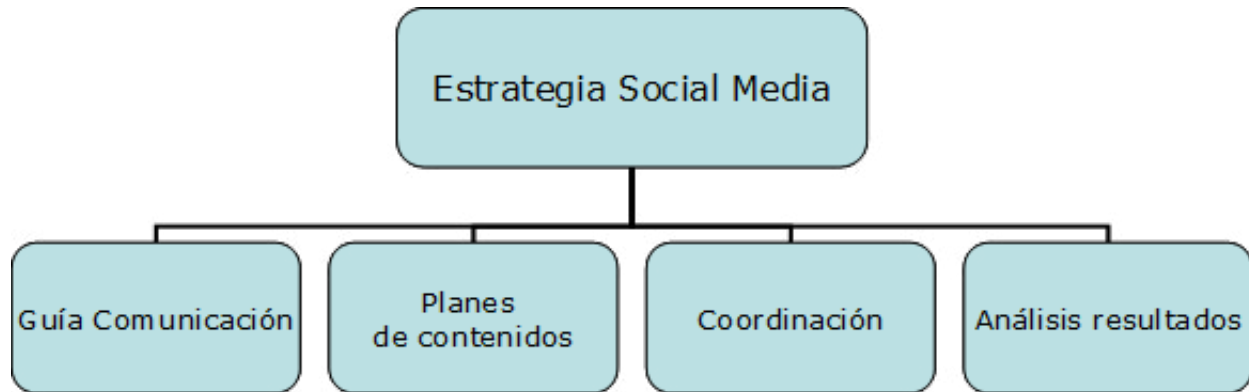 Estrategia Social Media
Guía Comunicación
Planes
de contenidos
Coordinación
Análisis resultados